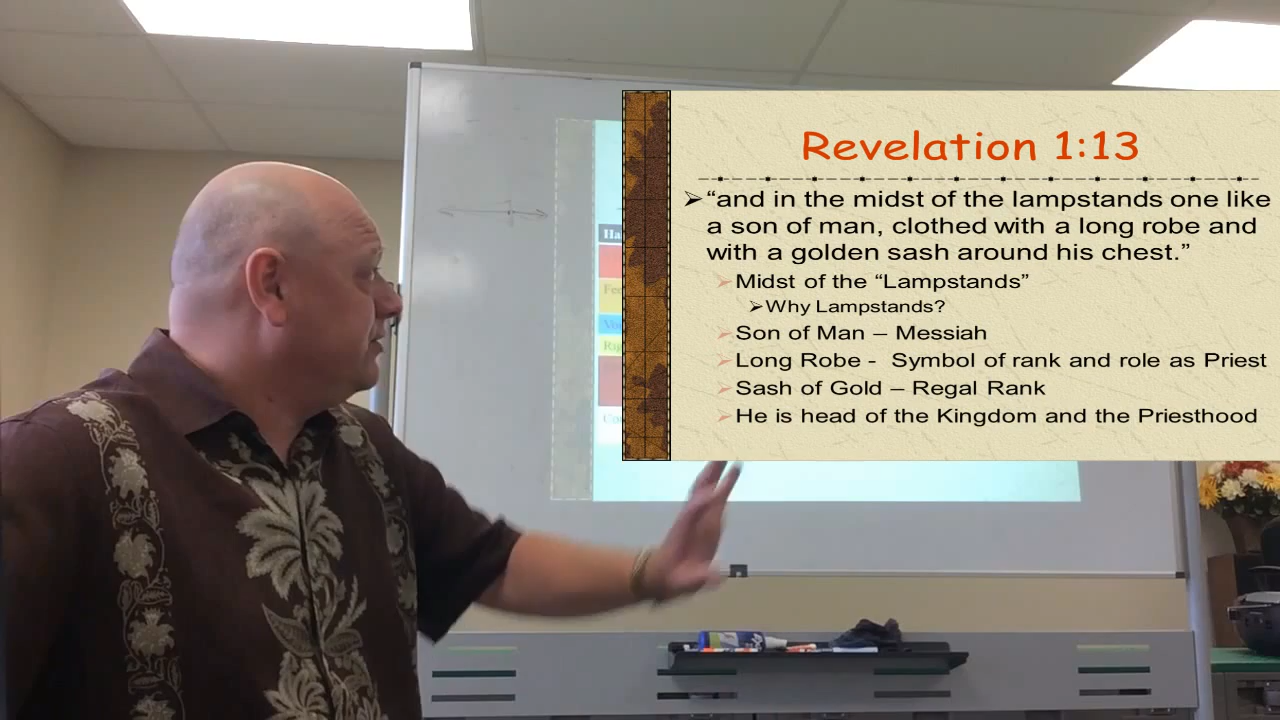 Revelation 1:13
➢ “and in the midst of the lampstands one like
a son of man, clothed with a long robe and
with a golden sash around his chest.”
➢ Midst of the “Lampstands”
➢ Why Lampstands?
➢ Son of Man – Messiah
➢ Long Robe - Symbol of rank and role as Priest
➢ Sash of Gold – Regal Rank
➢ He is head of the Kingdom and the Priesthood